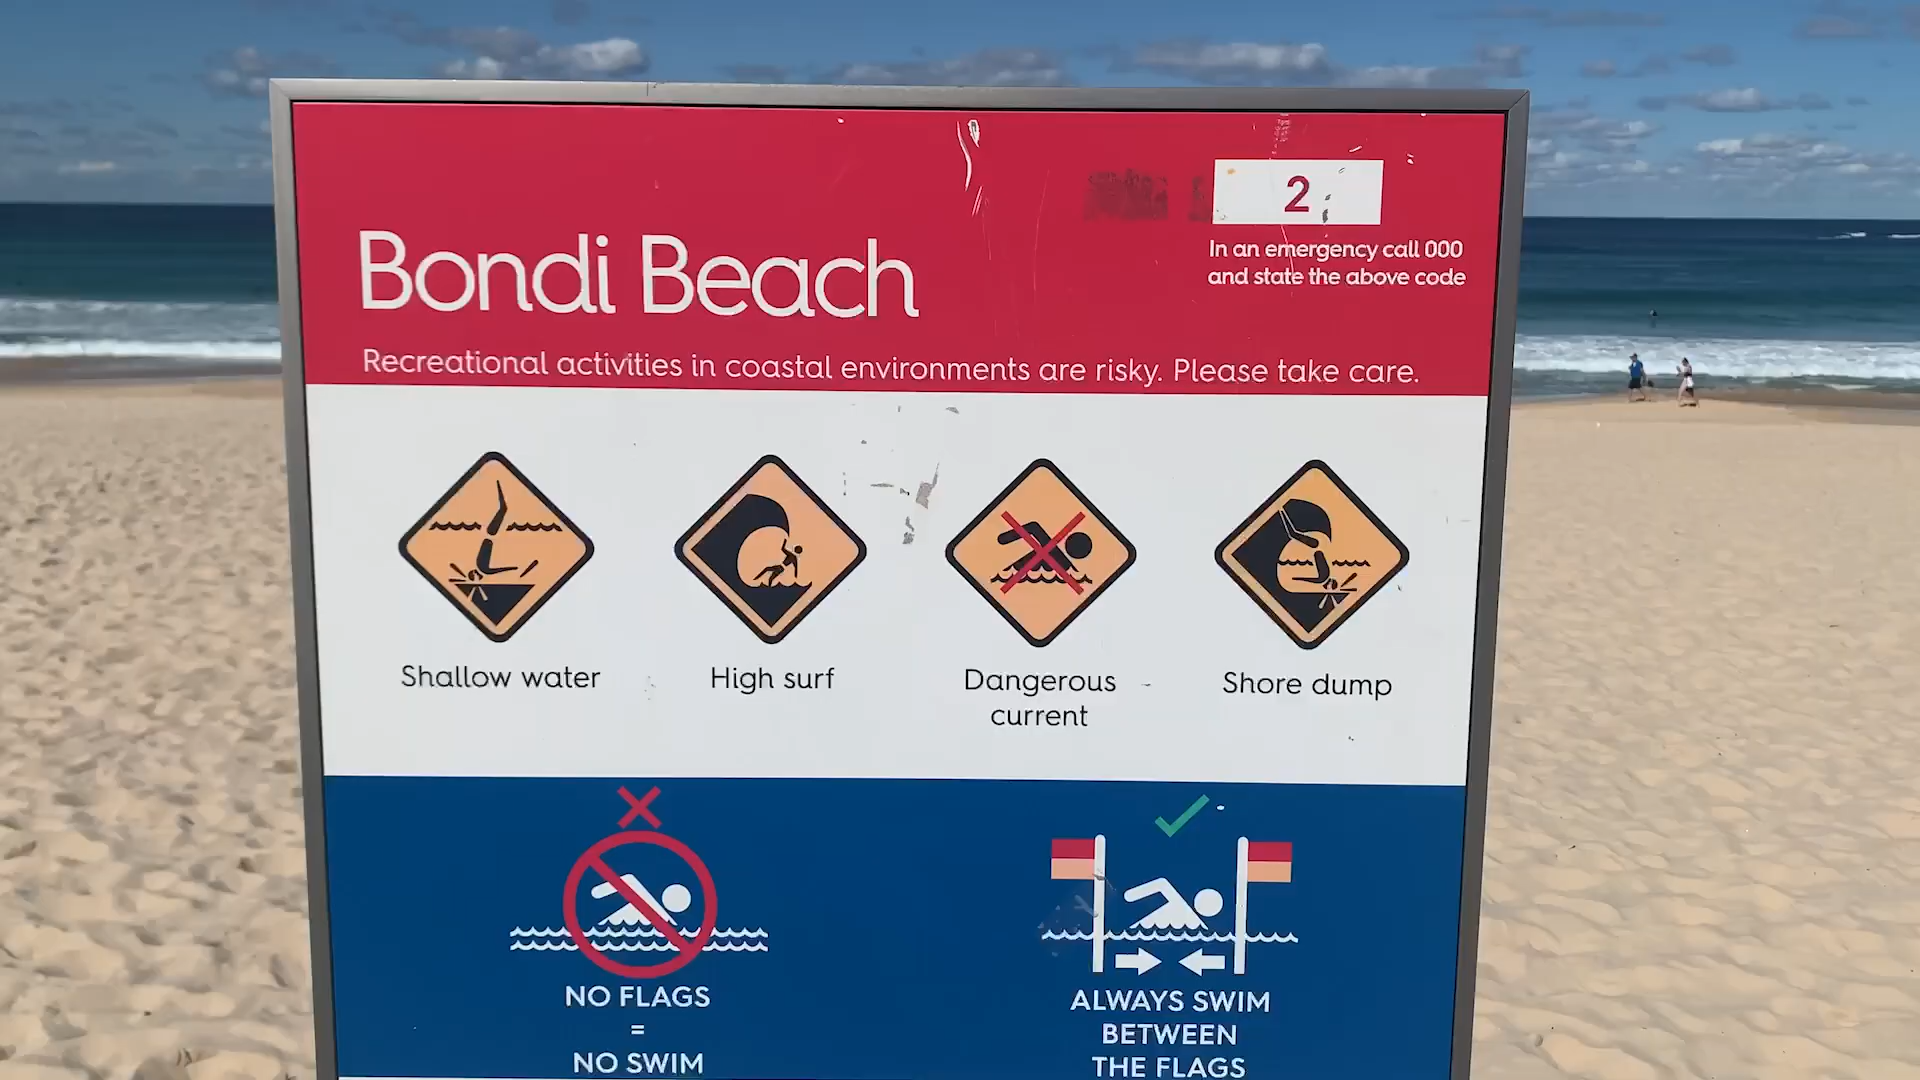 2
In an emergency call 000
and state the above code
Bondi Beach
Recreational activities in coastal environments are risky. Please take care.
Shallow water
High surf
Dangerous
current
Shore dump
NO FLAGS
=
NO SWIM
ALWAYS SWIM
BETWEEN
THE FLAGS